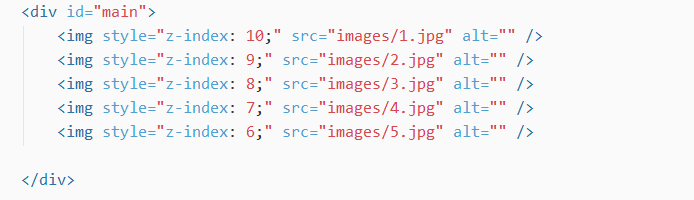 <div id="main">
<img style="z-index: 10;" src="images/1.jpg" alt="" />
<img style="z-index: 9;" src="images/2.jpg" alt="" />
<img style="z-index: 8;" src="images/3.jpg" alt="" />
<img style="z-index: 7;" src="images/4.jpg" alt="" />
<img style="z-index: 6;" src="images/5.jpg" alt="" />
</div>